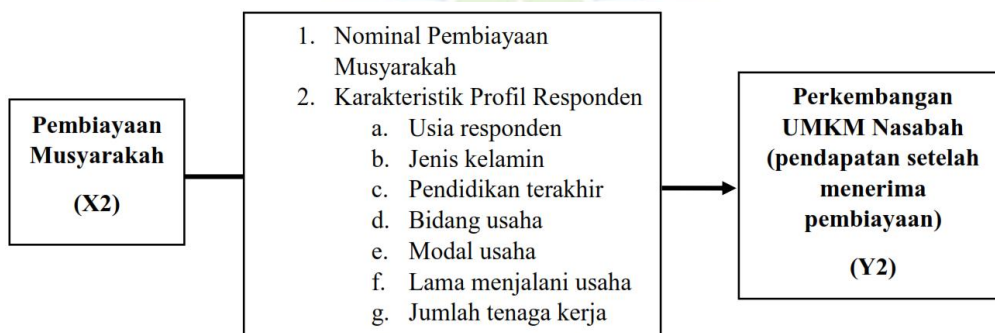 Pembiayaan
Musyarakah
(X2)
1. Nominal Pembiayaan
Musyarakah
2. Karakteristik Profil Responden
a. Usia responden
b. Jenis kelamin
c. Pendidikan terakhir
d. Bidang usaha
e. Modal usaha
f. Lama menjalani usaha
g. Jumlah tenaga kerja
Perkembangan
UMKM Nasabah
(pendapatan setelah
menerima
pembiayaan)
(Y2)